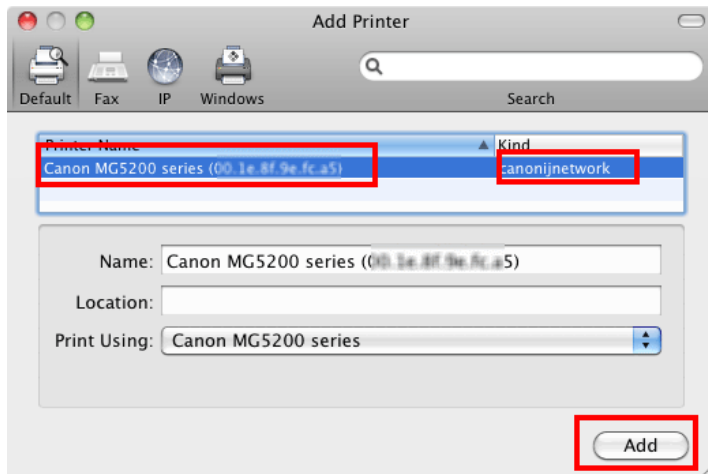 Add Printer
Default Fax IP Windows Search
Printer Name Kind
Canon MG5200 series (00.1e.8f.9e.fc.a5) canonijnetwork
Name: Canon MG5200 series ( a5)
Location:
Print Using: Canon MG5200 series
Add